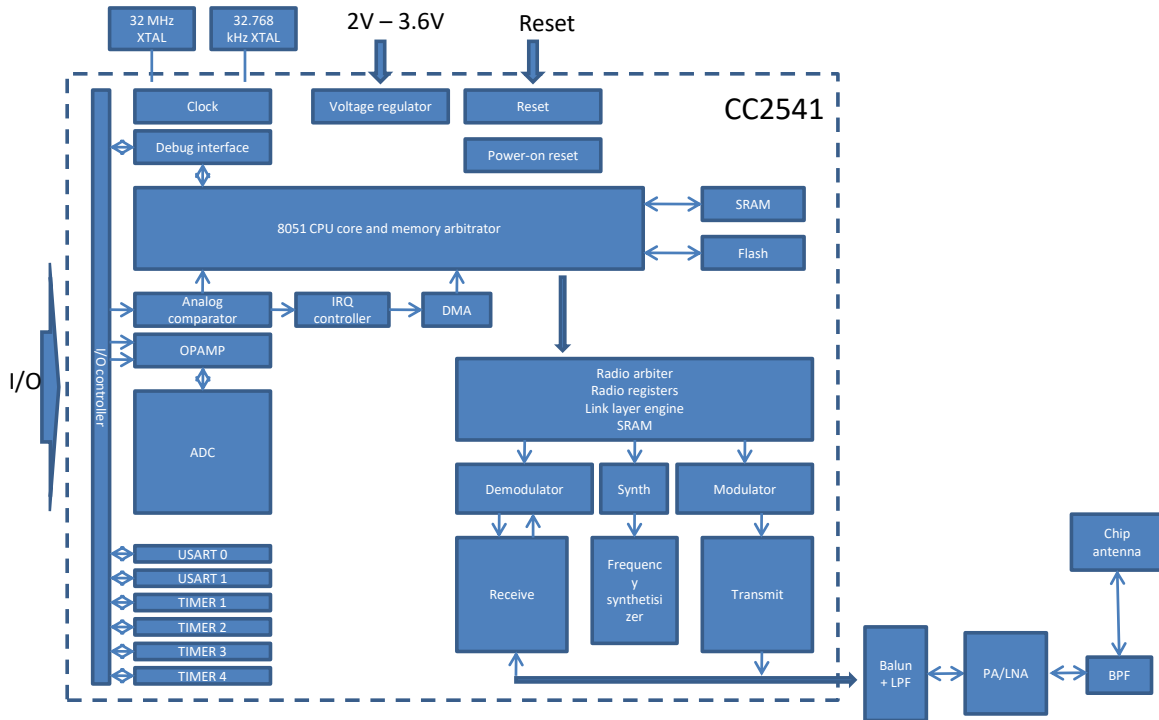 32 MHz
XTAL
32.768
kHz XTAL
2V – 3.6V
Reset
CC2541
Clock
Voltage regulator
Reset
Debug interface
Power-on reset
8051 CPU core and memory arbitrator
SRAM
Flash
Analog
comparator
IRQ
controller
DMA
OPAMP
I/O
I/O controller
ADC
Radio arbiter
Radio registers
Link layer engine
SRAM
Demodulator
Synth
Modulator
Receive
Frequenc
y
synthetisi
zer
Transmit
USART 0
USART 1
TIMER 1
TIMER 2
TIMER 3
TIMER 4
Chip
antenna
Balun
+ LPF
PA/LNA
BPF